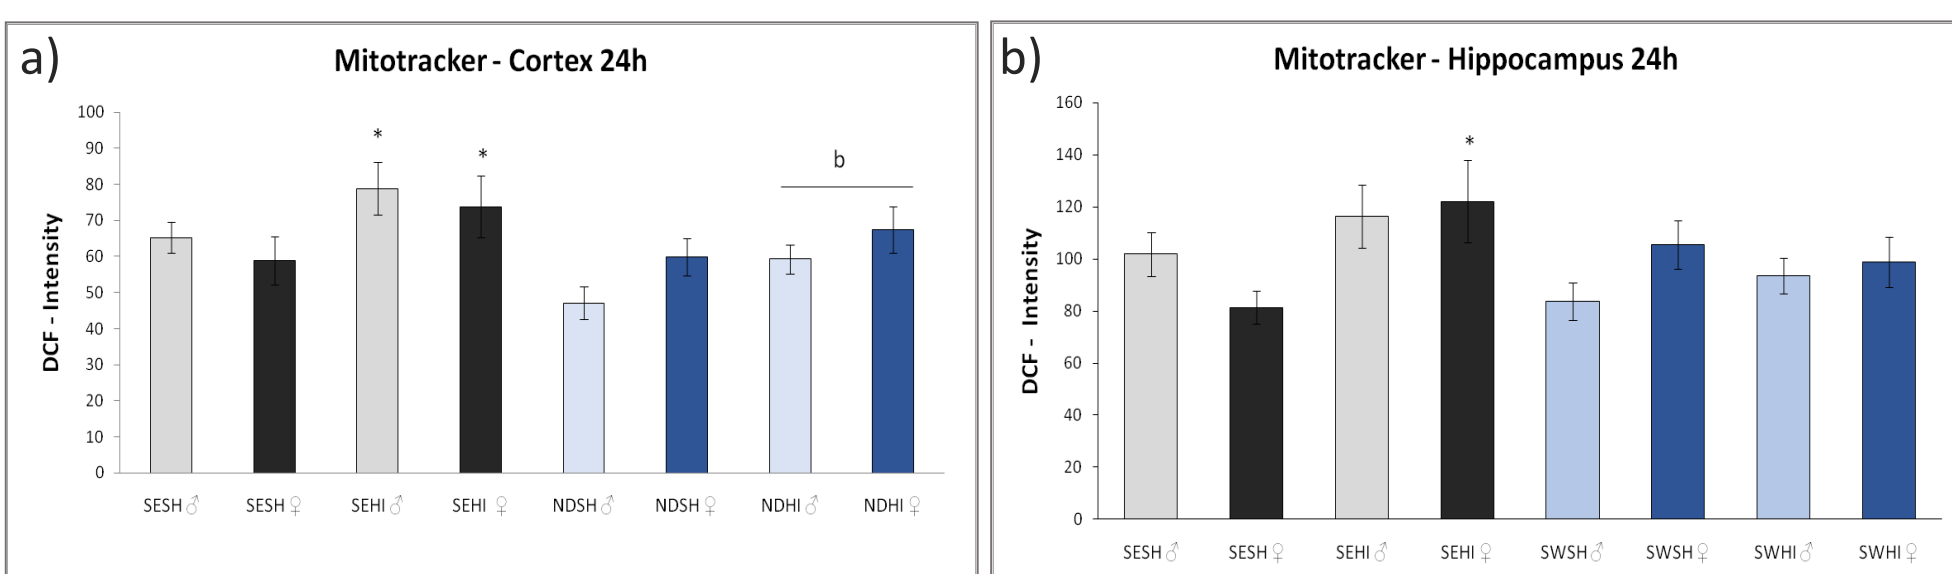 a)
Mitotracker - Cortex 24h
DCF - Intensity
100
90
80
70
60
50
40
30
20
10
0
*
*
b
SESH♂ SESH♀ SEHI♂ SEHI ♀ NDSH♂ NDSH♀ NDHI♂ NDHI♀
b)
Mitotracker - Hippocampus 24h
DCF - Intensity
160
140
120
100
80
60
40
20
0
*
SESH♂ SESH♀ SEHI♂ SEHI♀ SWSH♂ SWSH♀ SWHI♂ SWHI♀